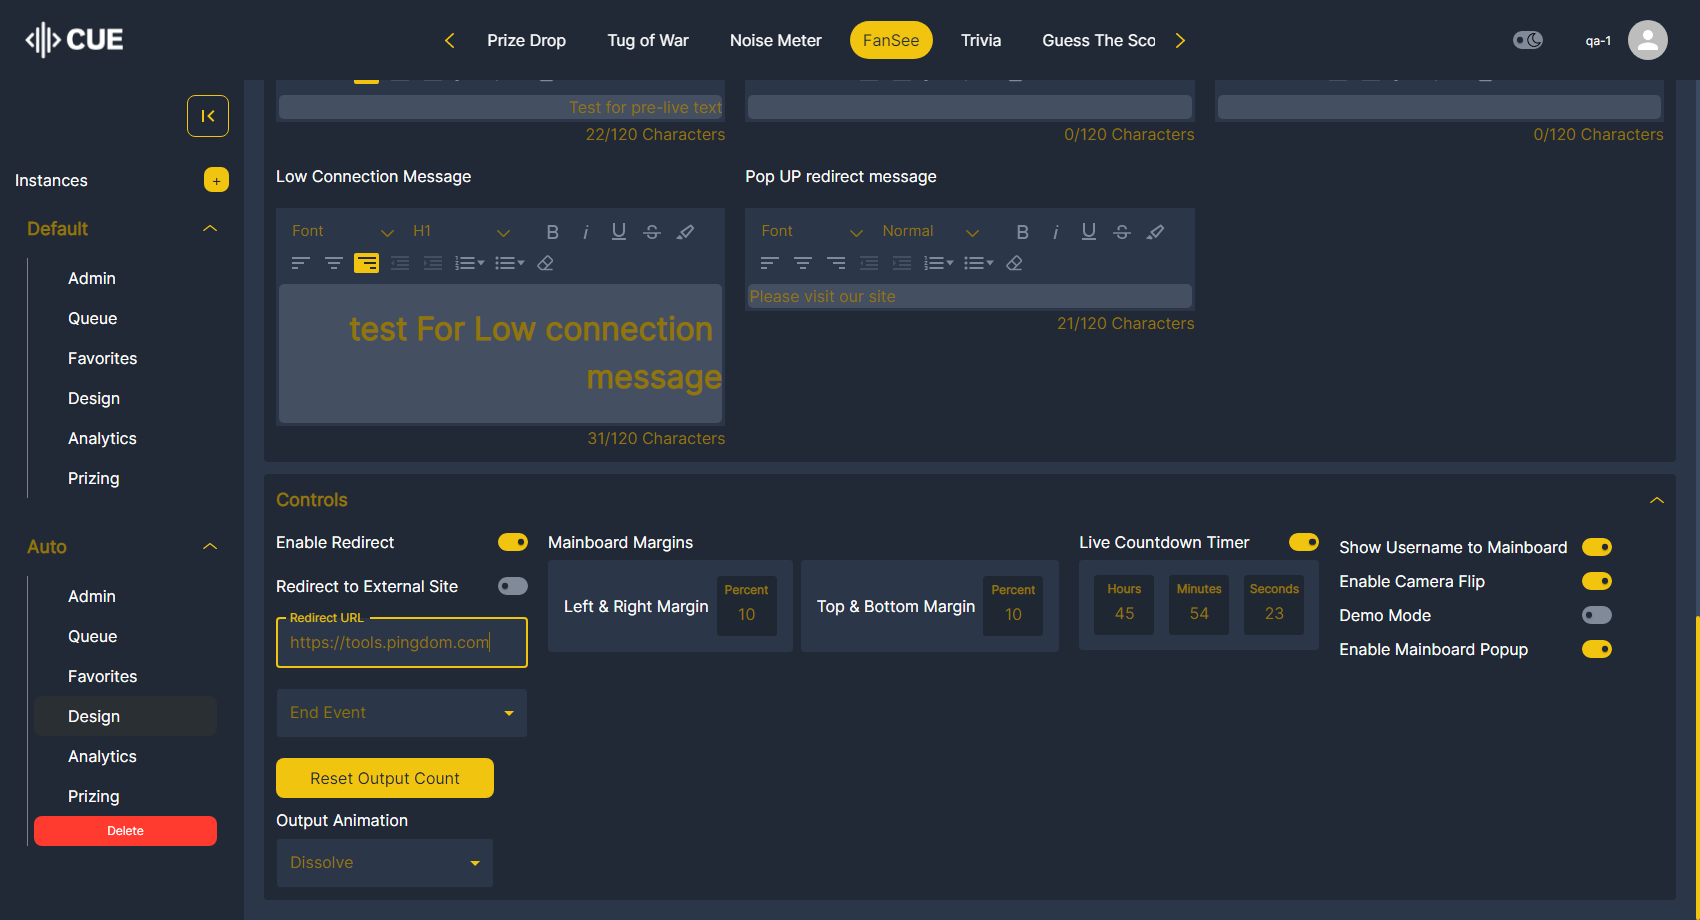 CUE
Prize Drop
Tug of War
Noise Meter
FanSee
Trivia
Guess The Sco
qa-1
Instances
+
Default
Admin
Queue
Favorites
Design
Analytics
Prizing
Auto
Admin
Queue
Favorites
Design
Analytics
Prizing
Delete
Test for pre-live text
22/120 Characters
0/120 Characters
0/120 Characters
Low Connection Message
Font
H1
B i U S
test For Low connection
message
31/120 Characters
Pop UP redirect message
Font
Normal
B i U S
Please visit our site
21/120 Characters
Controls
Enable Redirect
Redirect to External Site
Redirect URL
https://tools.pingdom.com
End Event
Reset Output Count
Output Animation
Dissolve
Mainboard Margins
Left & Right Margin
Percent
10
Top & Bottom Margin
Percent
10
Live Countdown Timer
Hours
45
Minutes
54
Seconds
23
Show Username to Mainboard
Enable Camera Flip
Demo Mode
Enable Mainboard Popup